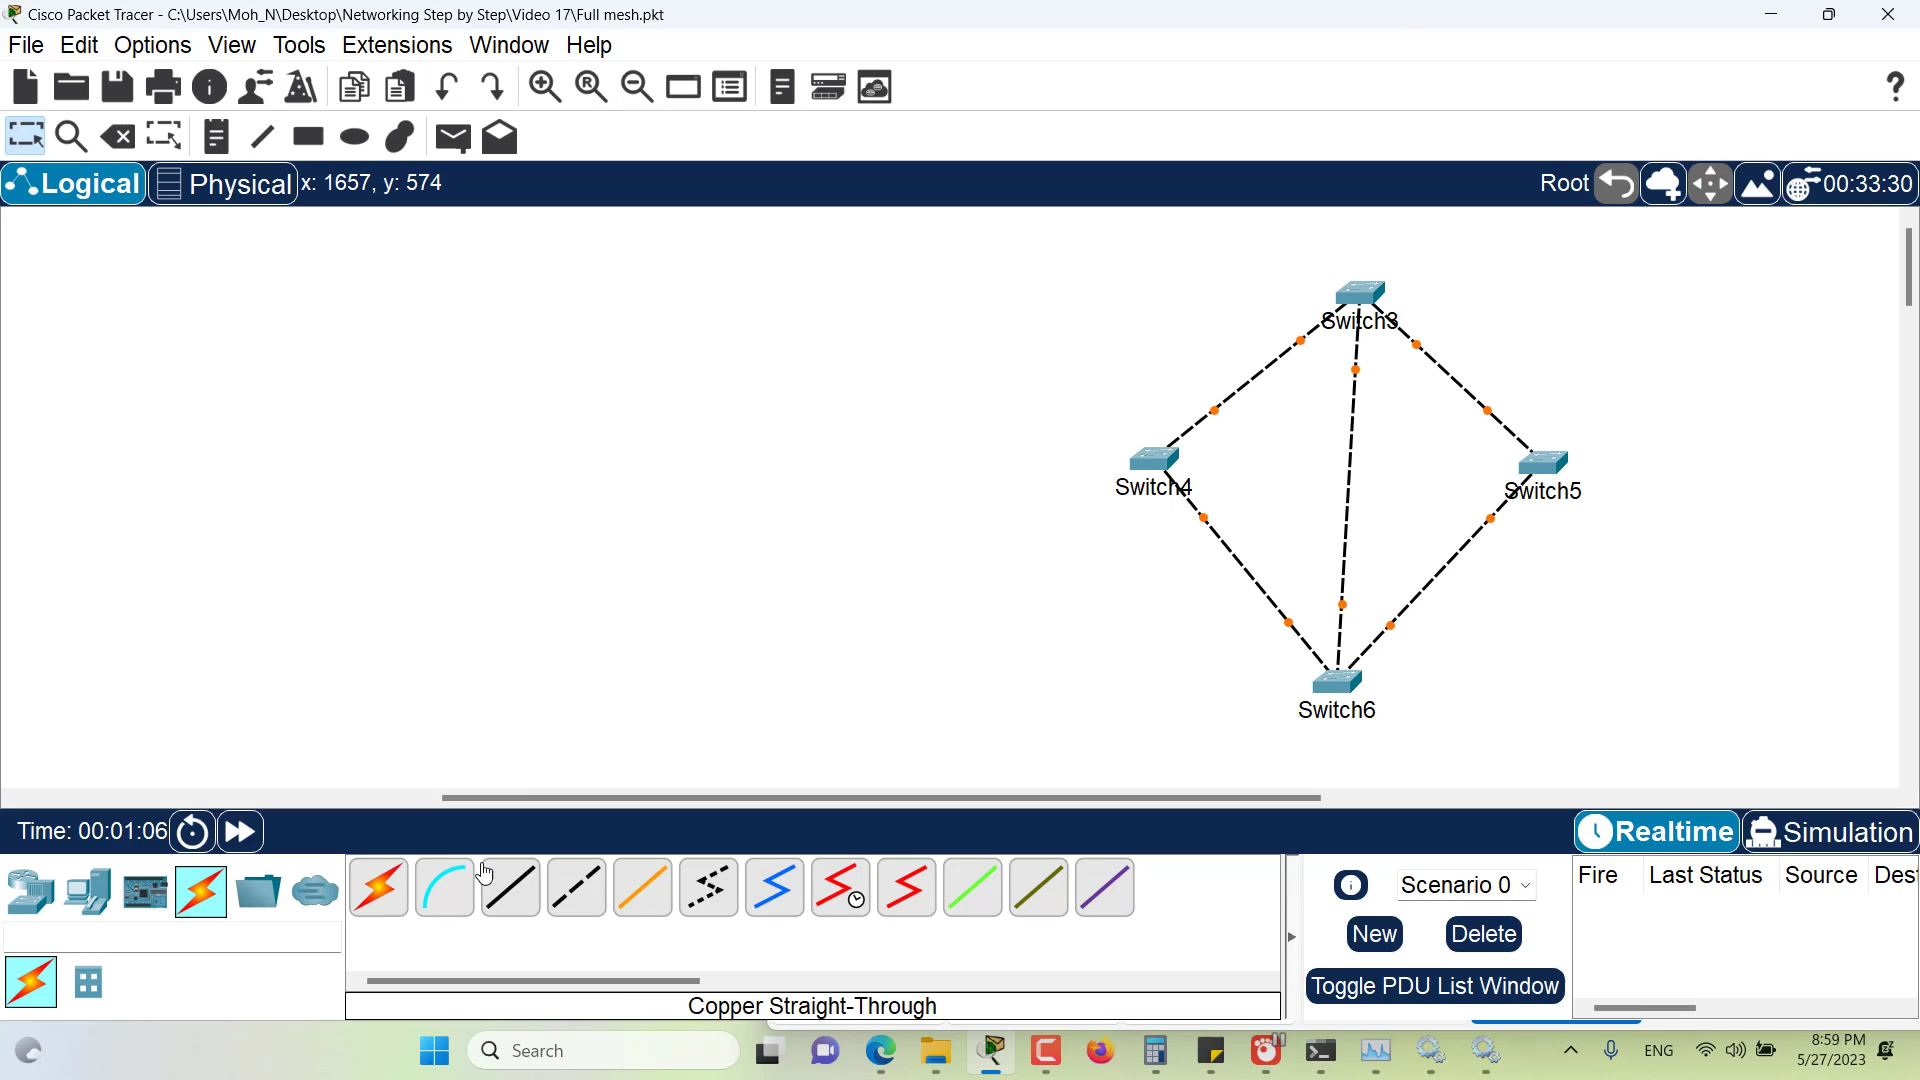 Cisco Packet Tracer - C:\Users\Moh_N\Desktop\Networking Step by Step\Video 17\Full mesh.pkt
File Edit Options View Tools Extensions Window Help
Logical Physical x: 1657, y: 574 Root 00:33:30
Switch3
Switch4
Switch5
Switch6
Time: 00:01:06 Realtime Simulation
Scenario 0
Fire Last Status Source Dest
New Delete
Toggle PDU List Window
Copper Straight-Through
Search
ENG
8:59 PM
5/27/2023